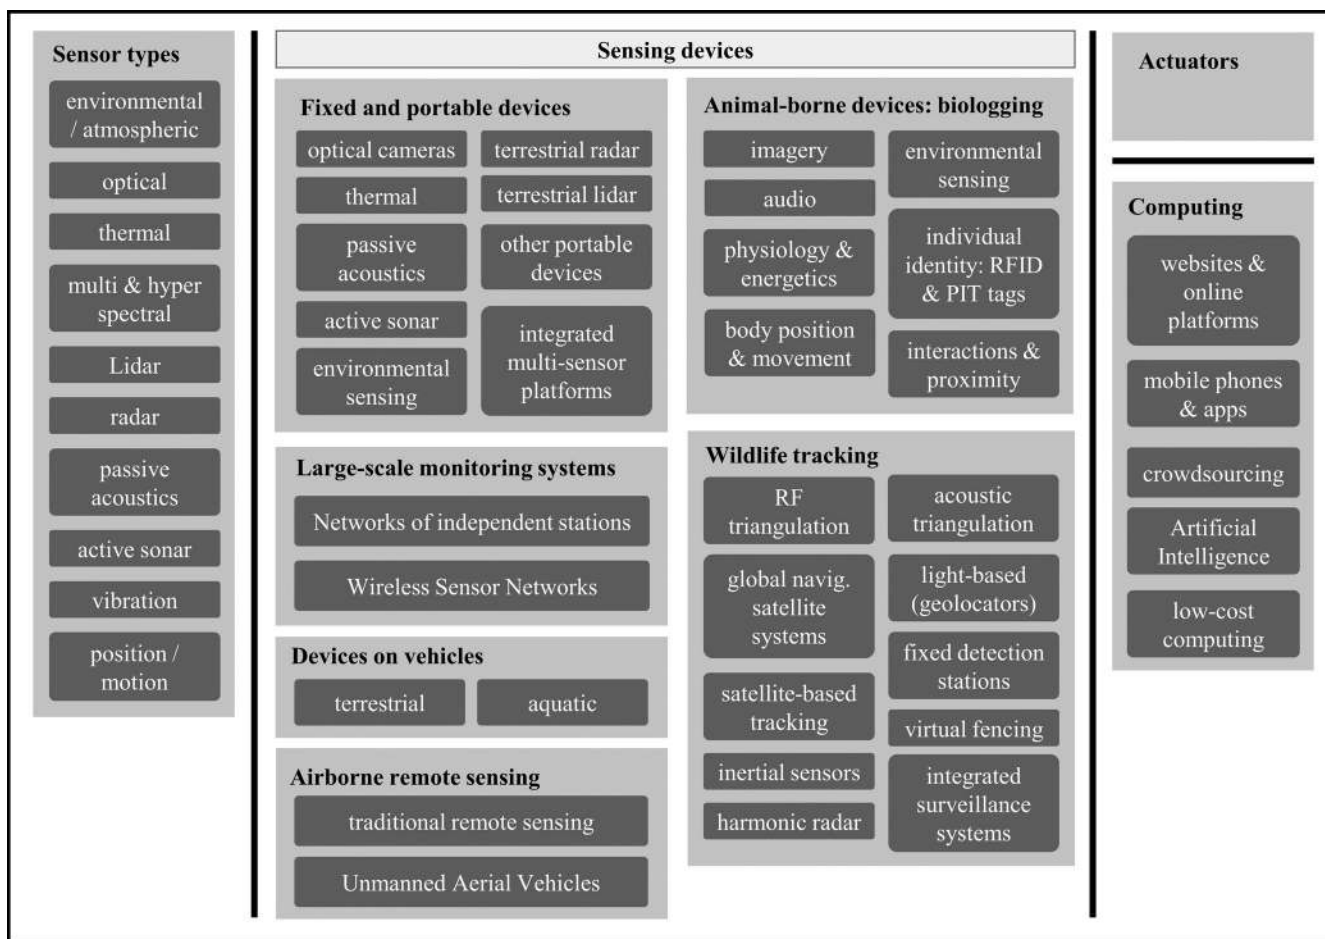 Sensor types
environmental
/ atmospheric
optical
thermal
multi & hyper
spectral
Lidar
radar
passive
acoustics
active sonar
vibration
position /
motion
Sensing devices
Fixed and portable devices
optical cameras
thermal
passive
acoustics
active sonar
environmental
sensing
terrestrial radar
terrestrial lidar
other portable
devices
integrated
multi-sensor
platforms
Large-scale monitoring systems
Networks of independent stations
Wireless Sensor Networks
Devices on vehicles
terrestrial
aquatic
Airborne remote sensing
traditional remote sensing
Unmanned Aerial Vehicles
Animal-borne devices: biologging
imagery
audio
physiology &
energetics
body position
& movement
environmental
sensing
individual
identity: RFID
& PIT tags
interactions &
proximity
Wildlife tracking
RF
triangulation
global navig.
satellite
systems
satellite-based
tracking
inertial sensors
harmonic radar
acoustic
triangulation
light-based
(geolocators)
fixed detection
stations
virtual fencing
integrated
surveillance
systems
Actuators
Computing
websites &
online
platforms
mobile phones
& apps
crowdsourcing
Artificial
Intelligence
low-cost
computing